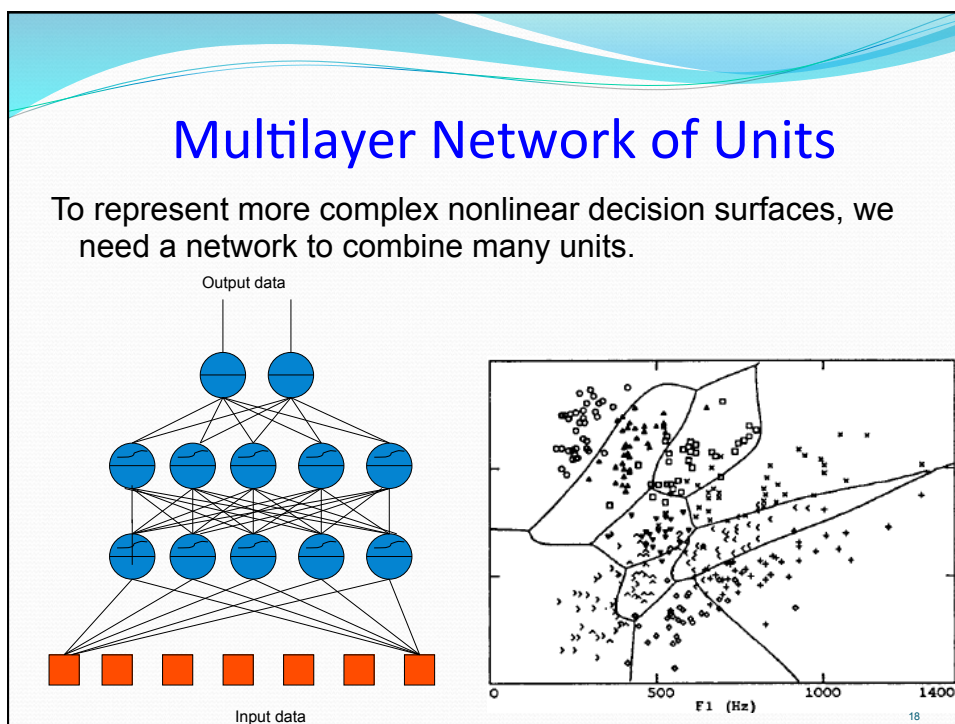 Multilayer Network of Units
To represent more complex nonlinear decision surfaces, we
need a network to combine many units.
Output data
Input data
0 500 1000 1400
F1 (Hz)
18